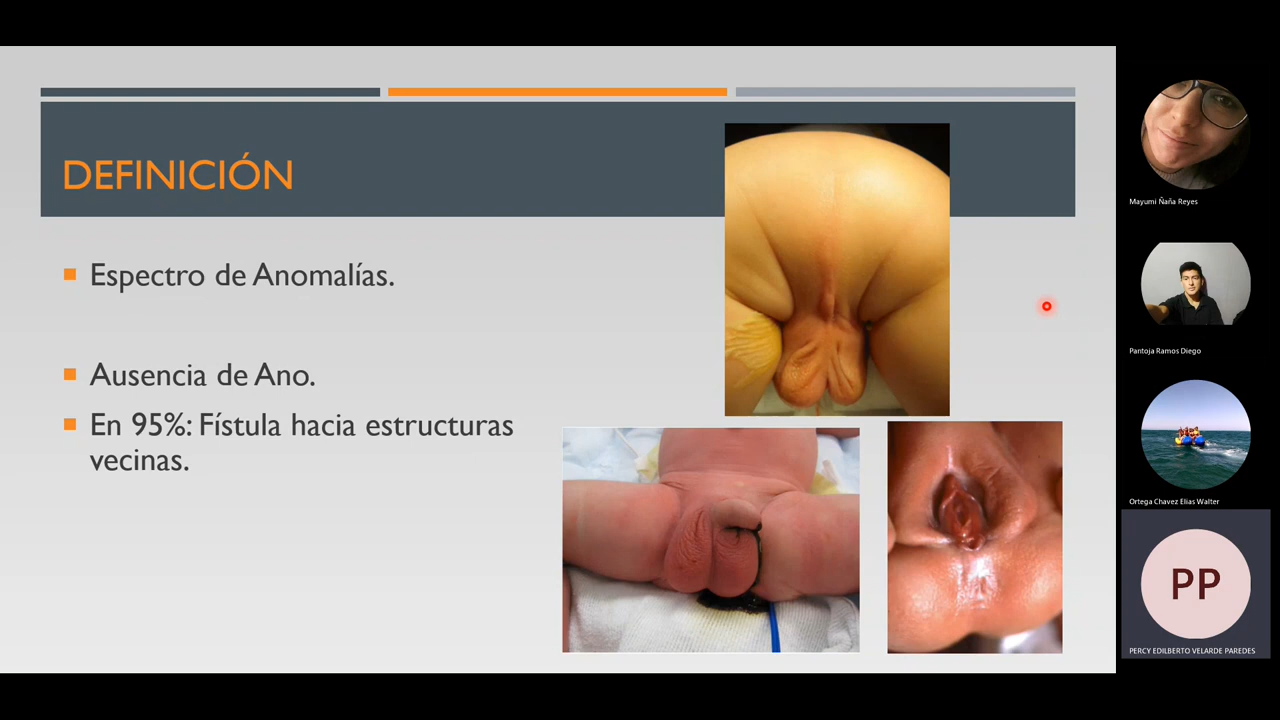 DEFINICIÓN
Espectro de Anomalías.
Ausencia de Ano.
En 95%: Fístula hacia estructuras
vecinas.
Mayumi Ñaña Reyes
Pantoja Ramos Diego
Ortega Chavez Elias Walter
PP
PERCY EDILBERTO VELARDE PAREDES